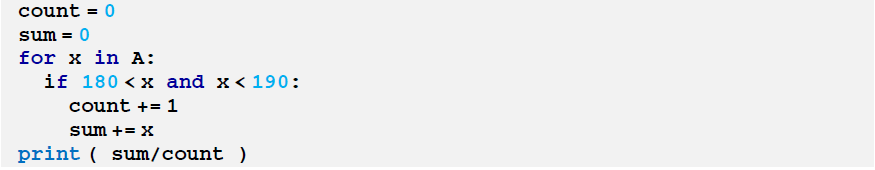 count = 0
sum = 0
for x in A:
  if 180 < x and x < 190:
    count += 1
    sum += x
print ( sum/count )